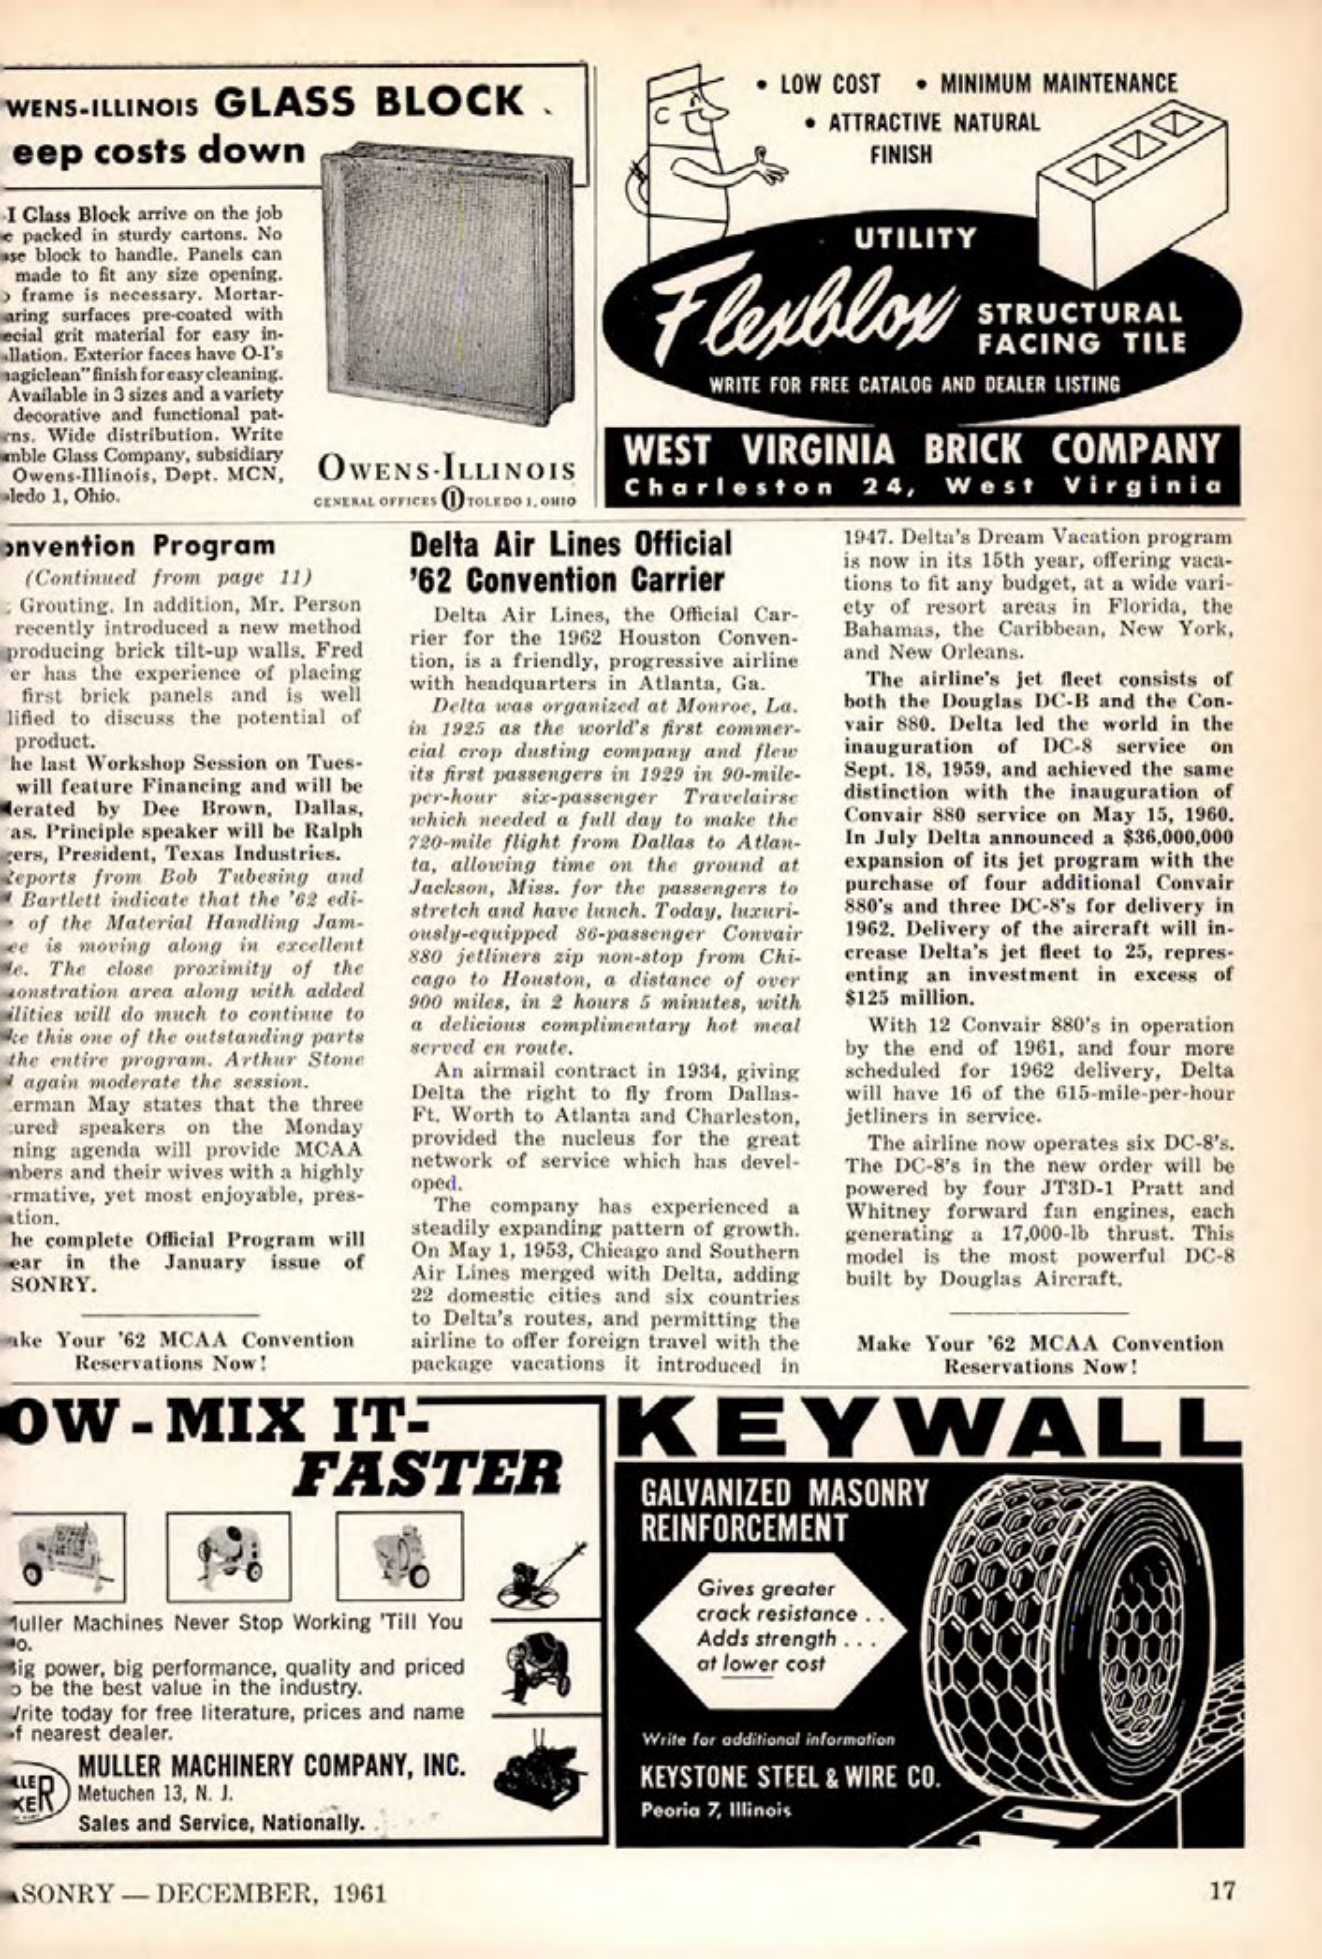 WENS-ILLINOIS GLASS BLOCK
eep costs down
I Glass Block arrive on the job
packed in sturdy cartons. No
block to handle. Panels can
made to fit any size opening.
frame is necessary. Mortar-
aring surfaces pre-coated with
ecial grit material for easy in-
llation. Exterior faces have O-I's
agiclean" finish for easy cleaning.
Available in 3 sizes and a variety
decorative and functional pat-
ns. Wide distribution. Write
mble Glass Company, subsidiary
Owens-Illinois, Dept. MCN,
ledo 1, Ohio.
OWENS-ILLINOIS
GENERAL OFFICES I TOLEDO 1, OHIO
• LOW COST • MINIMUM MAINTENANCE
• ATTRACTIVE NATURAL
FINISH
UTILITY
Flexblox STRUCTURAL
FACING TILE
WRITE FOR FREE CATALOG AND DEALER LISTING
WEST VIRGINIA BRICK COMPANY
Charleston 24, West Virginia
onvention Program
(Continued from page 11)
; Grouting. In addition, Mr. Person
recently introduced a new method
producing brick tilt-up walls. Fred
er has the experience of placing
first brick panels and is well
lified to discuss the potential of
product.
he last Workshop Session on Tues-
will feature Financing and will be
erated by Dee Brown, Dallas,
as. Principle speaker will be Ralph
ers, President, Texas Industries.
Reports from Bob Tubesing and
Bartlett indicate that the '62 edi-
of the Material Handling Jam-
ee is moving along in excellent
le. The close proximity of the
onstration area along with added
ilities will do much to continue to
ke this one of the outstanding parts
the entire program. Arthur Stone
again moderate the session.
erman May states that the three
ured speakers on the Monday
ning agenda will provide MCAA
mbers and their wives with a highly
rmative, yet most enjoyable, pres-
ation.
he complete Official Program will
ear in the January issue of
SONRY.
ake Your '62 MCAA Convention
Reservations Now!
Delta Air Lines Official
'62 Convention Carrier
Delta Air Lines, the Official Car-
rier for the 1962 Houston Conven-
tion, is a friendly, progressive airline
with headquarters in Atlanta, Ga.
Delta was organized at Monroe, La.
in 1925 as the world's first commer-
cial crop dusting company and flew
its first passengers in 1929 in 90-mile-
per-hour six-passenger Travelairse
which needed a full day to make the
720-mile flight from Dallas to Atlan-
ta, allowing time on the ground at
Jackson, Miss. for the passengers to
stretch and have lunch. Today, luxuri-
ously-equipped 86-passenger Convair
880 jetliners zip non-stop from Chi-
cago to Houston, a distance of over
900 miles, in 2 hours 5 minutes, with
a delicious complimentary hot meal
served en route.
An airmail contract in 1934, giving
Delta the right to fly from Dallas-
Ft. Worth to Atlanta and Charleston,
provided the nucleus for the great
network of service which has devel-
oped.
The company has experienced a
steadily expanding pattern of growth.
On May 1, 1953, Chicago and Southern
Air Lines merged with Delta, adding
22 domestic cities and six countries
to Delta's routes, and permitting the
airline to offer foreign travel with the
package vacations it introduced in
1947. Delta's Dream Vacation program
is now in its 15th year, offering vaca-
tions to fit any budget, at a wide vari-
ety of resort areas in Florida, the
Bahamas, the Caribbean, New York,
and New Orleans.
The airline's jet fleet consists of
both the Douglas DC-B and the Con-
vair 880. Delta led the world in the
inauguration of DC-8 service on
Sept. 18, 1959, and achieved the same
distinction with the inauguration of
Convair 880 service on May 15, 1960.
In July Delta announced a $36,000,000
expansion of its jet program with the
purchase of four additional Convair
880's and three DC-8's for delivery in
1962. Delivery of the aircraft will in-
crease Delta's jet fleet to 25, repres-
enting an investment in excess of
$125 million.
With 12 Convair 880's in operation
by the end of 1961, and four more
scheduled for 1962 delivery, Delta
will have 16 of the 615-mile-per-hour
jetliners in service.
The airline now operates six DC-8's.
The DC-8's in the new order will be
powered by four JT3D-1 Pratt and
Whitney forward fan engines, each
generating a 17,000-lb thrust. This
model is the most powerful DC-8
built by Douglas Aircraft.
Make Your '62 MCAA Convention
Reservations Now!
OW-MIX IT-
FASTER
Muller Machines Never Stop Working 'Till You
o.
Big power, big performance, quality and priced
o be the best value in the industry.
Write today for free literature, prices and name
of nearest dealer.
LLER
XER
MULLER MACHINERY COMPANY, INC.
Metuchen 13, N. J.
Sales and Service, Nationally.
KEYWALL
GALVANIZED MASONRY
REINFORCEMENT
Gives greater
crack resistance . .
Adds strength . . .
at lower cost
Write for additional information
KEYSTONE STEEL & WIRE CO.
Peoria 7, Illinois
ASONRY — DECEMBER, 1961
17